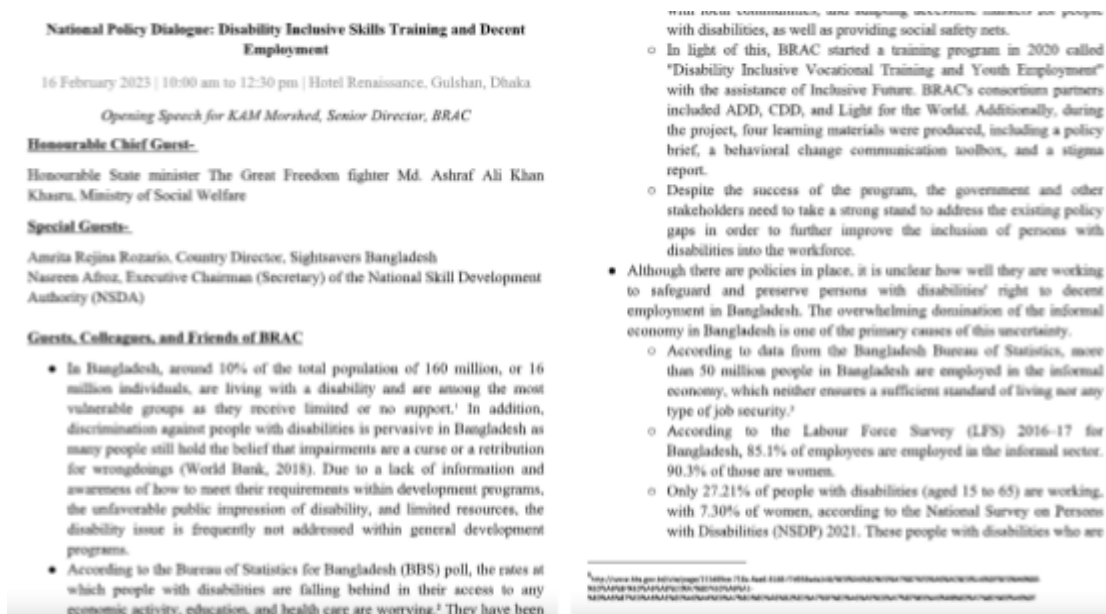 National Policy Dialogue: Disability Inclusive Skills Training and Decent
Employment
16 February 2023 | 10:00 am to 12:30 pm | Hotel Renaissance, Gulshan, Dhaka
Opening Speech for KAM Morshed, Senior Director, BRAC
Honourable Chief Guest-
Honourable State minister The Great Freedom fighter Md. Ashraf Ali Khan
Khasru, Ministry of Social Welfare
Special Guests-
Amrita Rejina Rozario, Country Director, Sightsavers Bangladesh
Nasreen Afroz, Executive Chairman (Secretary) of the National Skill Development
Authority (NSDA)
Guests, Colleagues, and Friends of BRAC
● In Bangladesh, around 10% of the total population of 160 million, or 16
million individuals, are living with a disability and are among the most
vulnerable groups as they receive limited or no support.¹ In addition,
discrimination against people with disabilities is pervasive in Bangladesh as
many people still hold the belief that impairments are a curse or a retribution
for wrongdoings (World Bank, 2018). Due to a lack of information and
awareness of how to meet their requirements within development programs,
the unfavorable public impression of disability, and limited resources, the
disability issue is frequently not addressed within general development
programs.
● According to the Bureau of Statistics for Bangladesh (BBS) poll, the rates at
which people with disabilities are falling behind in their access to any
economic activity, education, and health care are worrying.² They have been
with local communities, and adapting accessible markets for people
with disabilities, as well as providing social safety nets.
○ In light of this, BRAC started a training program in 2020 called
"Disability Inclusive Vocational Training and Youth Employment"
with the assistance of Inclusive Future. BRAC's consortium partners
included ADD, CDD, and Light for the World. Additionally, during
the project, four learning materials were produced, including a policy
brief, a behavioral change communication toolbox, and a stigma
report.
○ Despite the success of the program, the government and other
stakeholders need to take a strong stand to address the existing policy
gaps in order to further improve the inclusion of persons with
disabilities into the workforce.
● Although there are policies in place, it is unclear how well they are working
to safeguard and preserve persons with disabilities' right to decent
employment in Bangladesh. The overwhelming domination of the informal
economy in Bangladesh is one of the primary causes of this uncertainty.
○ According to data from the Bangladesh Bureau of Statistics, more
than 50 million people in Bangladesh are employed in the informal
economy, which neither ensures a sufficient standard of living nor any
type of job security.³
○ According to the Labour Force Survey (LFS) 2016-17 for
Bangladesh, 85.1% of employees are employed in the informal sector.
90.3% of those are women.
○ Only 27.21% of people with disabilities (aged 15 to 65) are working,
with 7.30% of women, according to the National Survey on Persons
with Disabilities (NSDP) 2021. These people with disabilities who are